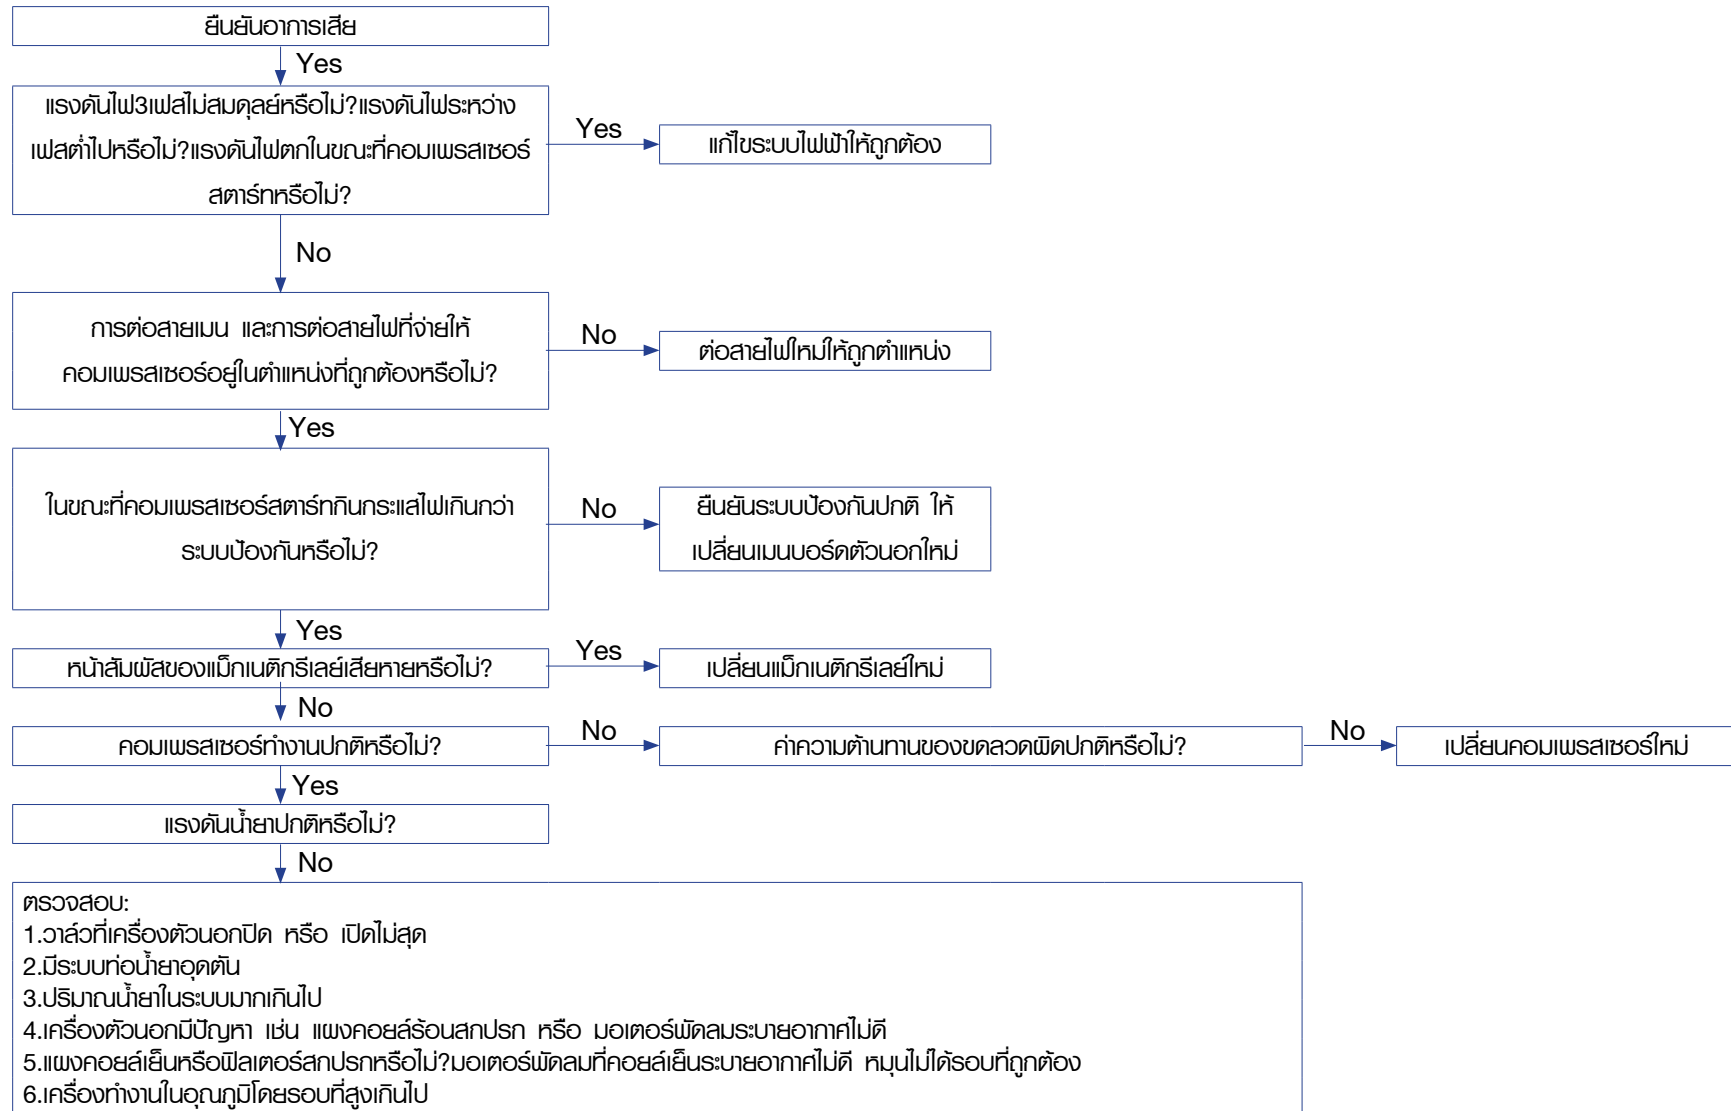 ยืนยันอาการเสีย
Yes
แรงดันไฟ3เฟสไม่สมดุลย์หรือไม่?แรงดันไฟระหว่าง
เฟสต่ำไปหรือไม่?แรงดันไฟตกในขณะที่คอมเพรสเซอร์
สตาร์ทหรือไม่?
Yes
แก้ไขระบบไฟฟ้าให้ถูกต้อง
No
การต่อสายเมน และการต่อสายไฟที่จ่ายให้
คอมเพรสเซอร์อยู่ในตำแหน่งที่ถูกต้องหรือไม่?
No
ต่อสายไฟใหม่ให้ถูกตำแหน่ง
Yes
ในขณะที่คอมเพรสเซอร์สตาร์ทกินกระแสไฟเกินกว่า
ระบบป้องกันหรือไม่?
No
ยืนยันระบบป้องกันปกติ ให้
เปลี่ยนเมนบอร์ดตัวนอกใหม่
Yes
หน้าสัมผัสของแม็กเนติกรีเลย์เสียหายหรือไม่?
Yes
เปลี่ยนแม็กเนติกรีเลย์ใหม่
No
คอมเพรสเซอร์ทำงานปกติหรือไม่?
No
ค่าความต้านทานของขดลวดผิดปกติหรือไม่?
No
เปลี่ยนคอมเพรสเซอร์ใหม่
Yes
แรงดันน้ำยาปกติหรือไม่?
No
ตรวจสอบ:
1.วาล์วที่เครื่องตัวนอกปิด หรือ เปิดไม่สุด
2.มีระบบท่อน้ำยาอุดตัน
3.ปริมาณน้ำยาในระบบมากเกินไป
4.เครื่องตัวนอกมีปัญหา เช่น แผงคอยล์ร้อนสกปรก หรือ มอเตอร์พัดลมระบายอากาศไม่ดี
5.แผงคอยล์เย็นหรือฟิลเตอร์สกปรกหรือไม่?มอเตอร์พัดลมที่คอยล์เย็นระบายอากาศไม่ดี หมุนไม่ได้รอบที่ถูกต้อง
6.เครื่องทำงานในอุณภูมิโดยรอบที่สูงเกินไป